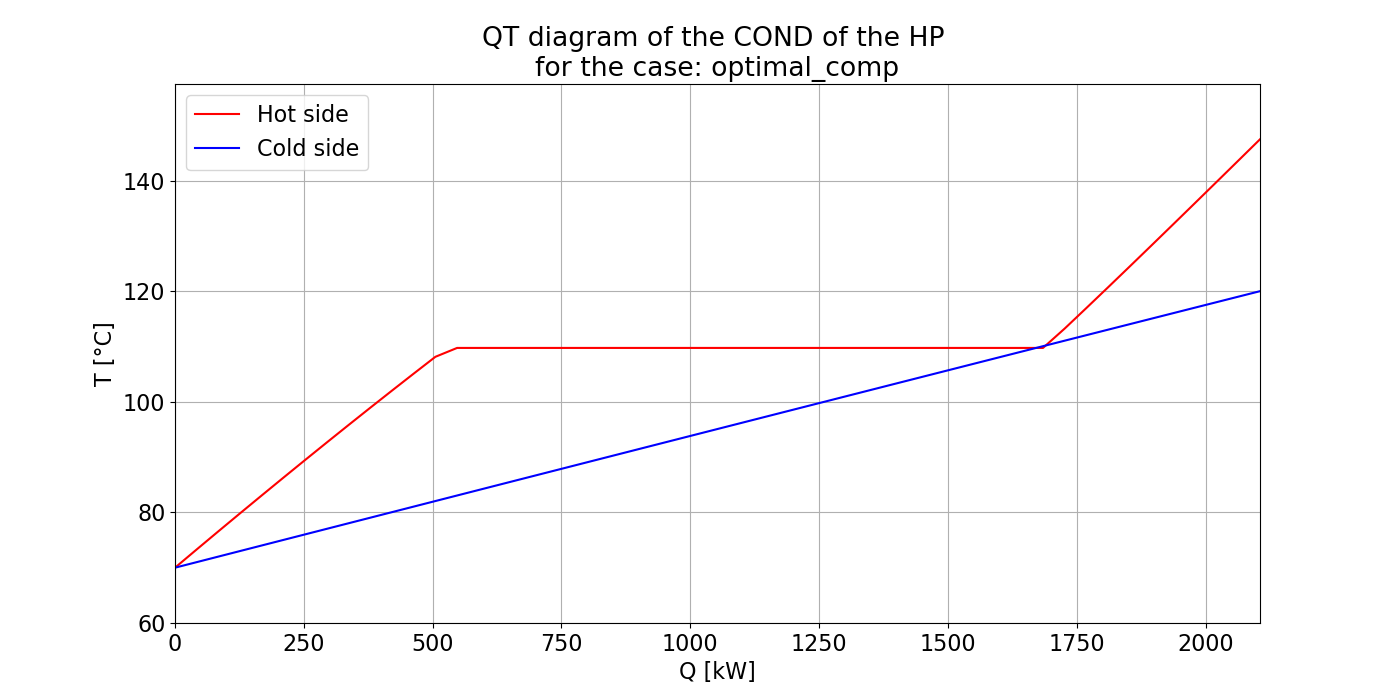 QT diagram of the COND of the HP
for the case: optimal_comp
Hot side
Cold side
T [°C]
140
120
100
80
60
0 250 500 750 1000 1250 1500 1750 2000
Q [kW]